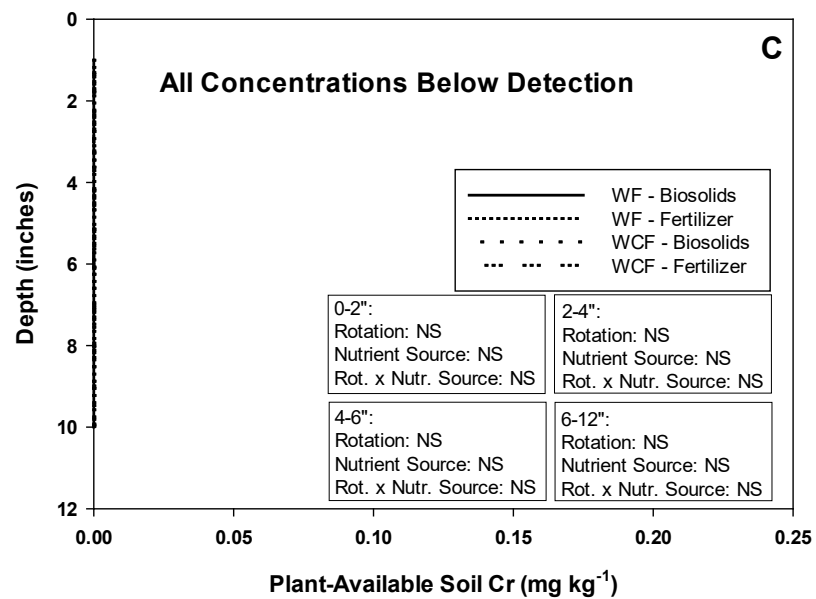 C
All Concentrations Below Detection
0
2
4
6
8
10
12
Depth (inches)
WF - Biosolids
WF - Fertilizer
WCF - Biosolids
WCF - Fertilizer
0-2":
Rotation: NS
Nutrient Source: NS
Rot. x Nutr. Source: NS
2-4":
Rotation: NS
Nutrient Source: NS
Rot. x Nutr. Source: NS
4-6":
Rotation: NS
Nutrient Source: NS
Rot. x Nutr. Source: NS
6-12":
Rotation: NS
Nutrient Source: NS
Rot. x Nutr. Source: NS
0.00 0.05 0.10 0.15 0.20 0.25
Plant-Available Soil Cr (mg kg⁻¹)